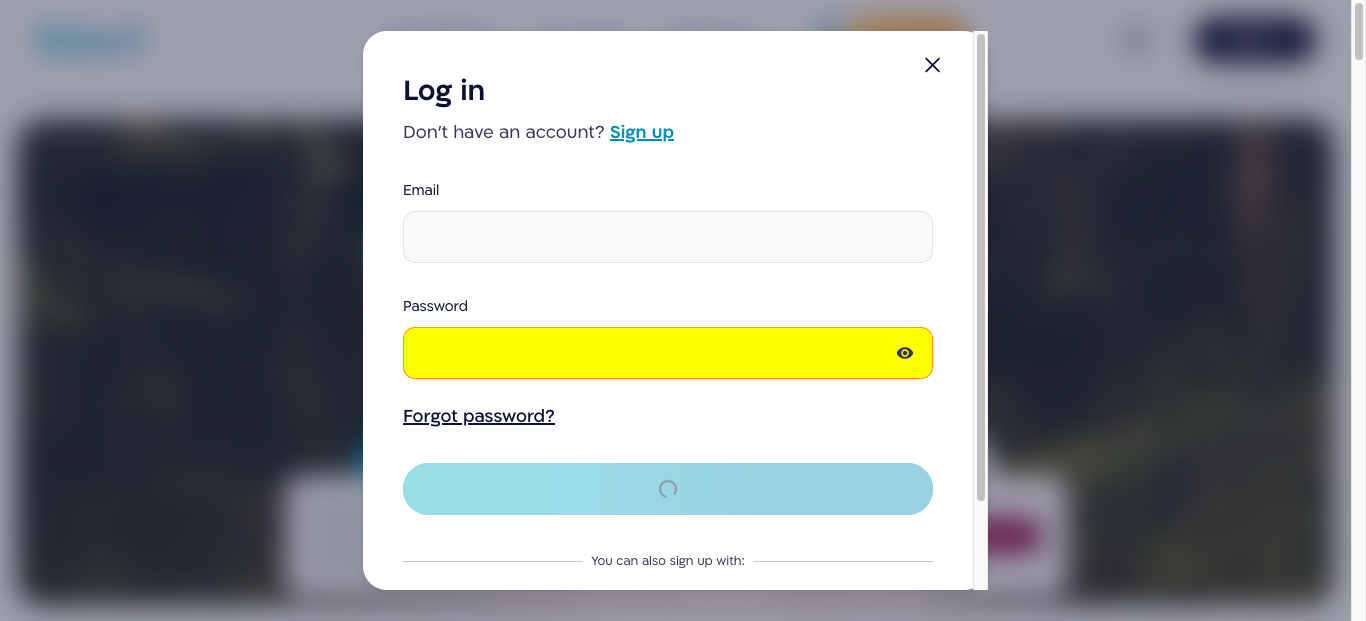 Log in
Don't have an account? Sign up
Email
Password
Forgot password?
You can also sign up with: